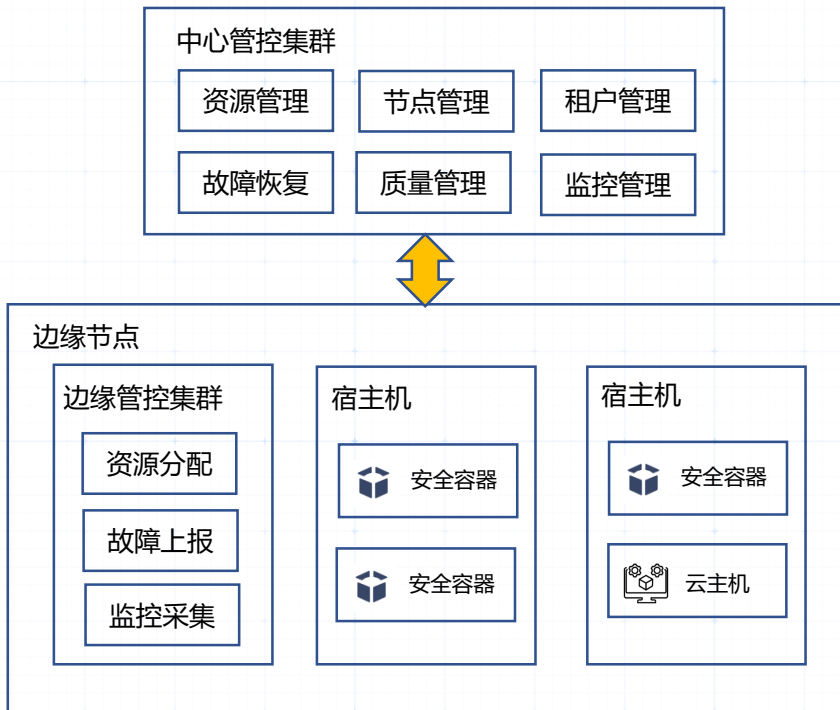 中心管控集群
资源管理
节点管理
租户管理
故障恢复
质量管理
监控管理
边缘节点
边缘管控集群
资源分配
故障上报
监控采集
宿主机
安全容器
安全容器
宿主机
安全容器
云主机